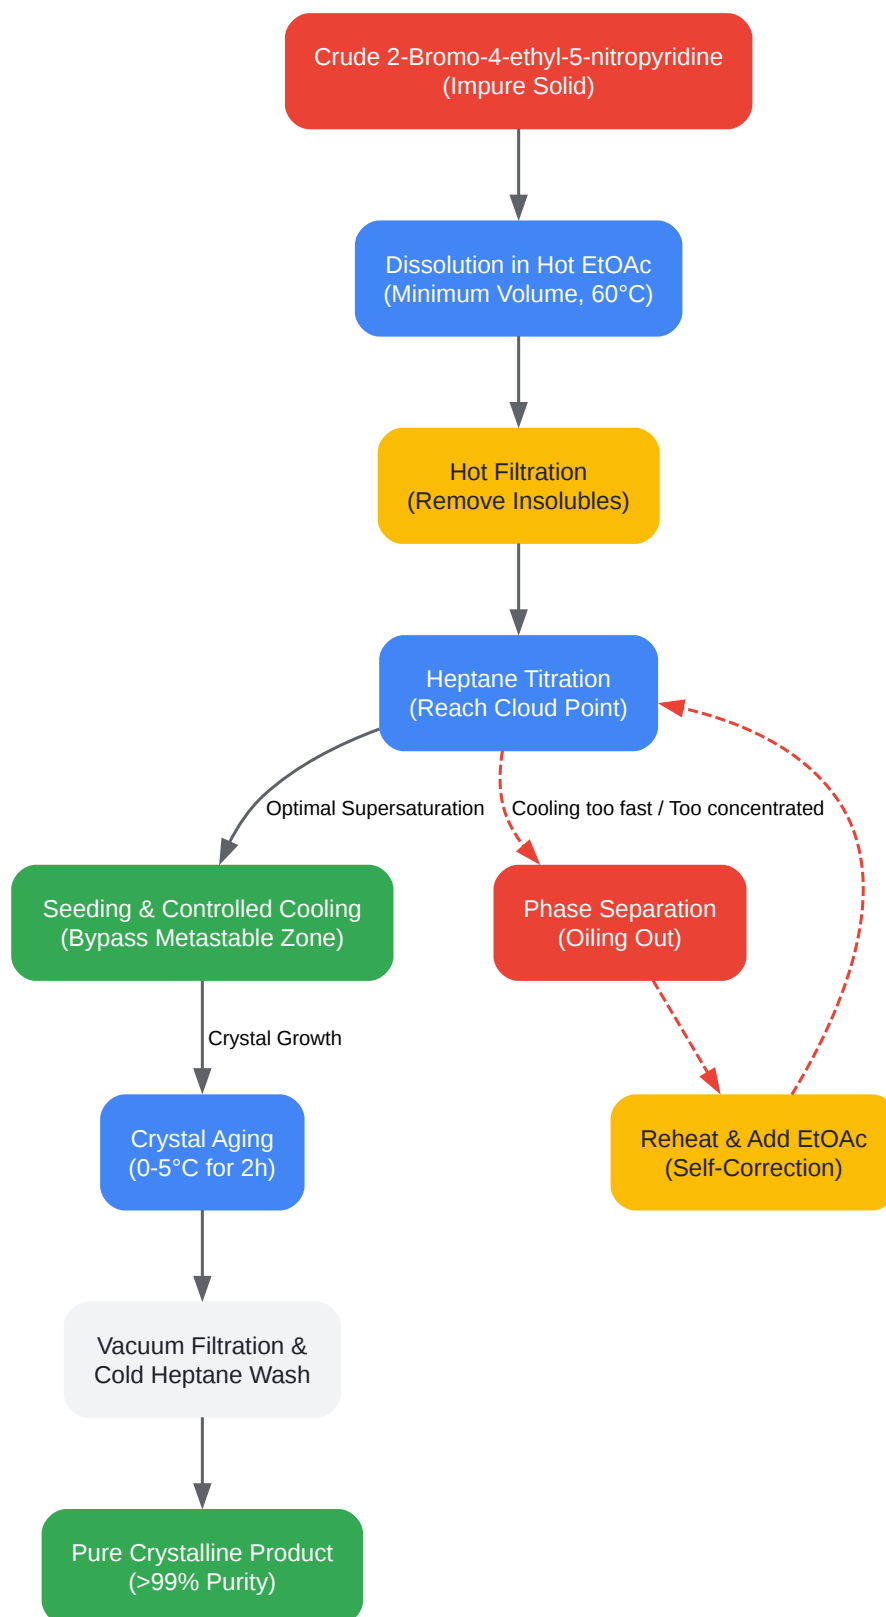 Crude 2-Bromo-4-ethyl-5-nitropyridine
(Impure Solid)
Dissolution in Hot EtOAc
(Minimum Volume, 60°C)
Hot Filtration
(Remove Insolubles)
Heptane Titration
(Reach Cloud Point)
Optimal Supersaturation
Cooling too fast / Too concentrated
Seeding & Controlled Cooling
(Bypass Metastable Zone)
Phase Separation
(Oiling Out)
Crystal Growth
Crystal Aging
(0-5°C for 2h)
Reheat & Add EtOAc
(Self-Correction)
Vacuum Filtration &
Cold Heptane Wash
Pure Crystalline Product
(>99% Purity)